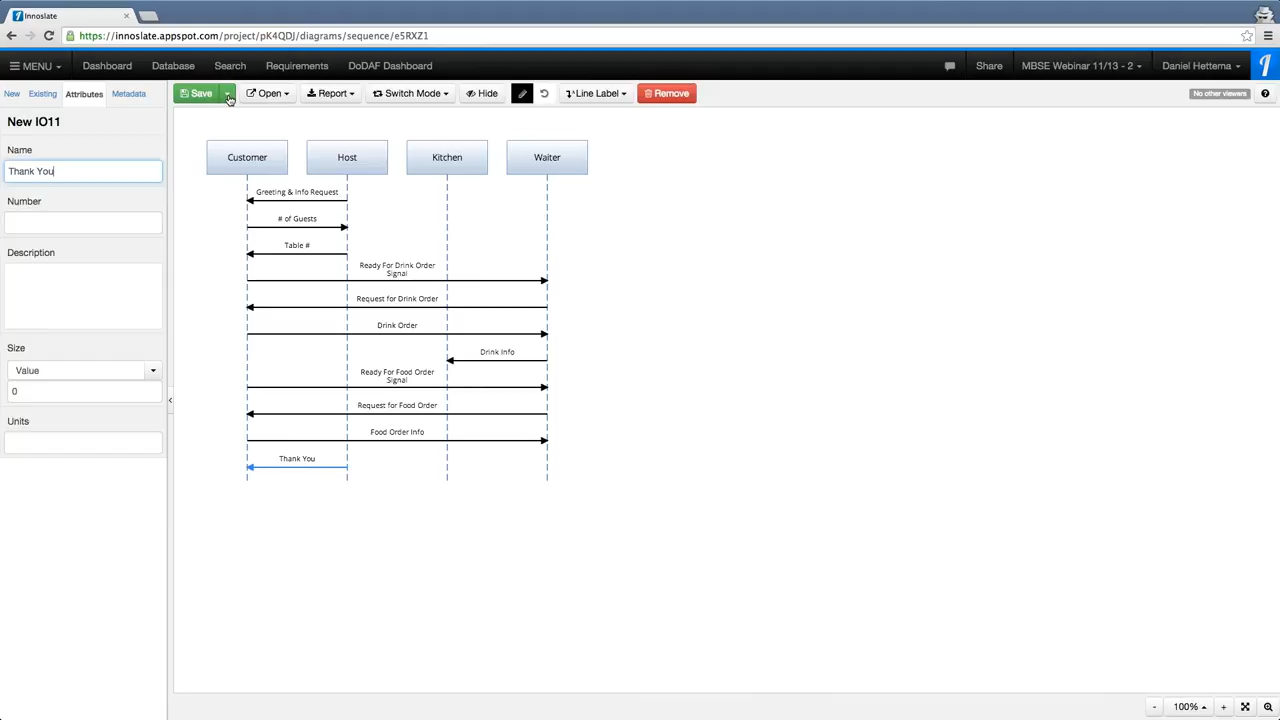 Innoslate
https://innoslate.appspot.com/project/pK4QDJ/diagrams/sequence/e5RXZ1
MENU Dashboard Database Search Requirements DoDAF Dashboard Share MBSE Webinar 11/13 - 2 Daniel Hettema
New Existing Attributes Metadata
Save Open Report Switch Mode Hide Line Label Remove No other viewers
New IO11
Name
Thank You
Number
Description
Size
Value
0
Units
Customer Host Kitchen Waiter
Greeting & Info Request
# of Guests
Table #
Ready For Drink Order
Signal
Request for Drink Order
Drink Order
Drink Info
Ready For Food Order
Signal
Request for Food Order
Food Order Info
Thank You
- 100% +